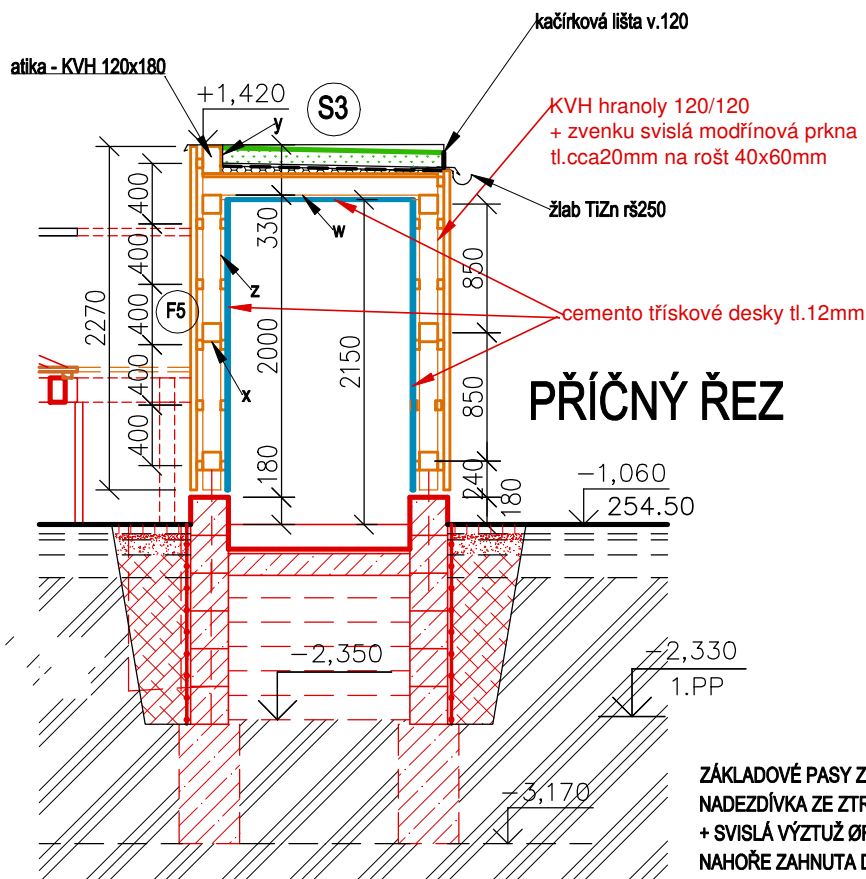 kačírková lišta v.120
atika - KVH 120x180
+1,420
S3
y
KVH hranoly 120/120
+ zvenku svislá modřínová prkna
tl.cca20mm na rošt 40x60mm
žlab TiZn rš250
400
400
400
400
400
2270
F5
330
2000
180
2150
w
z
x
850
850
240
180
cemento třískové desky tl.12mm
PŘÍČNÝ ŘEZ
-1,060
254.50
-2,350
-2,330
1.PP
-3,170
ZÁKLADOVÉ PASY Z
NADEZDÍVKA ZE ZTR
+ SVISLÁ VÝZTUŽ ØR
NAHOŘE ZAHNUTA D